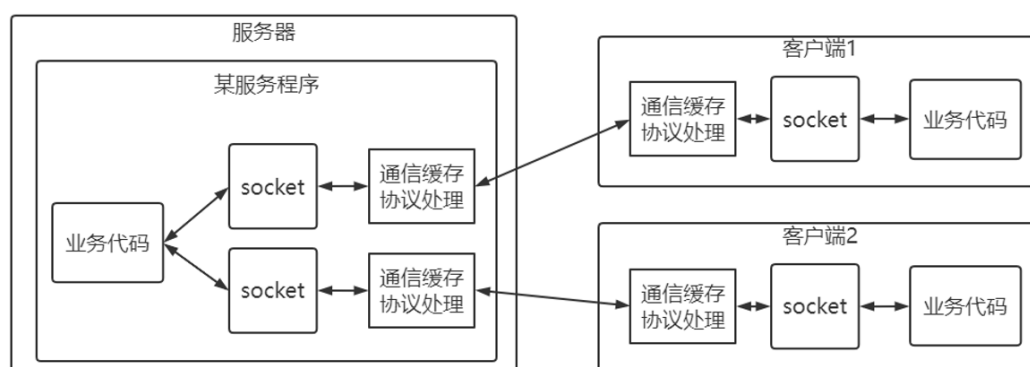 服务器
某服务程序
业务代码
socket
通信缓存
协议处理
socket
通信缓存
协议处理
客户端1
通信缓存
协议处理
socket
业务代码
客户端2
通信缓存
协议处理
socket
业务代码